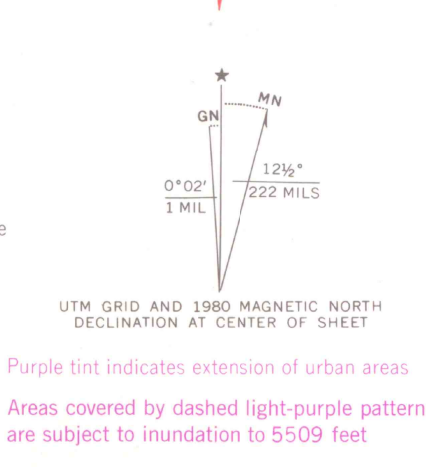 ★
MN
GN
12½°
222 MILS
0°02'
1 MIL
e
UTM GRID AND 1980 MAGNETIC NORTH
DECLINATION AT CENTER OF SHEET
Purple tint indicates extension of urban areas
Areas covered by dashed light-purple pattern
are subject to inundation to 5509 feet